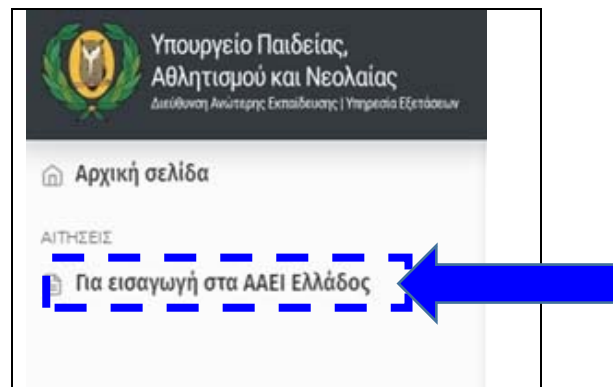 Υπουργείο Παιδείας,
Αθλητισμού και Νεολαίας
Διεύθυνση Ανώτερης Εκπαίδευσης | Υπηρεσία Εξετάσεων
Αρχική σελίδα
ΑΙΤΗΣΕΙΣ
Για εισαγωγή στα ΑΑΕΙ Ελλάδος